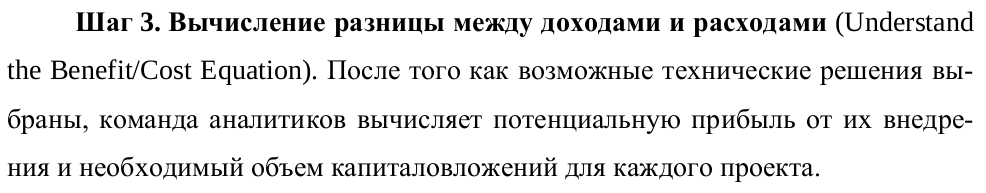 Шаг 3. Вычисление разницы между доходами и расходами (Understand
the Benefit/Cost Equation). После того как возможные технические решения вы-
браны, команда аналитиков вычисляет потенциальную прибыль от их внедре-
ния и необходимый объем капиталовложений для каждого проекта.